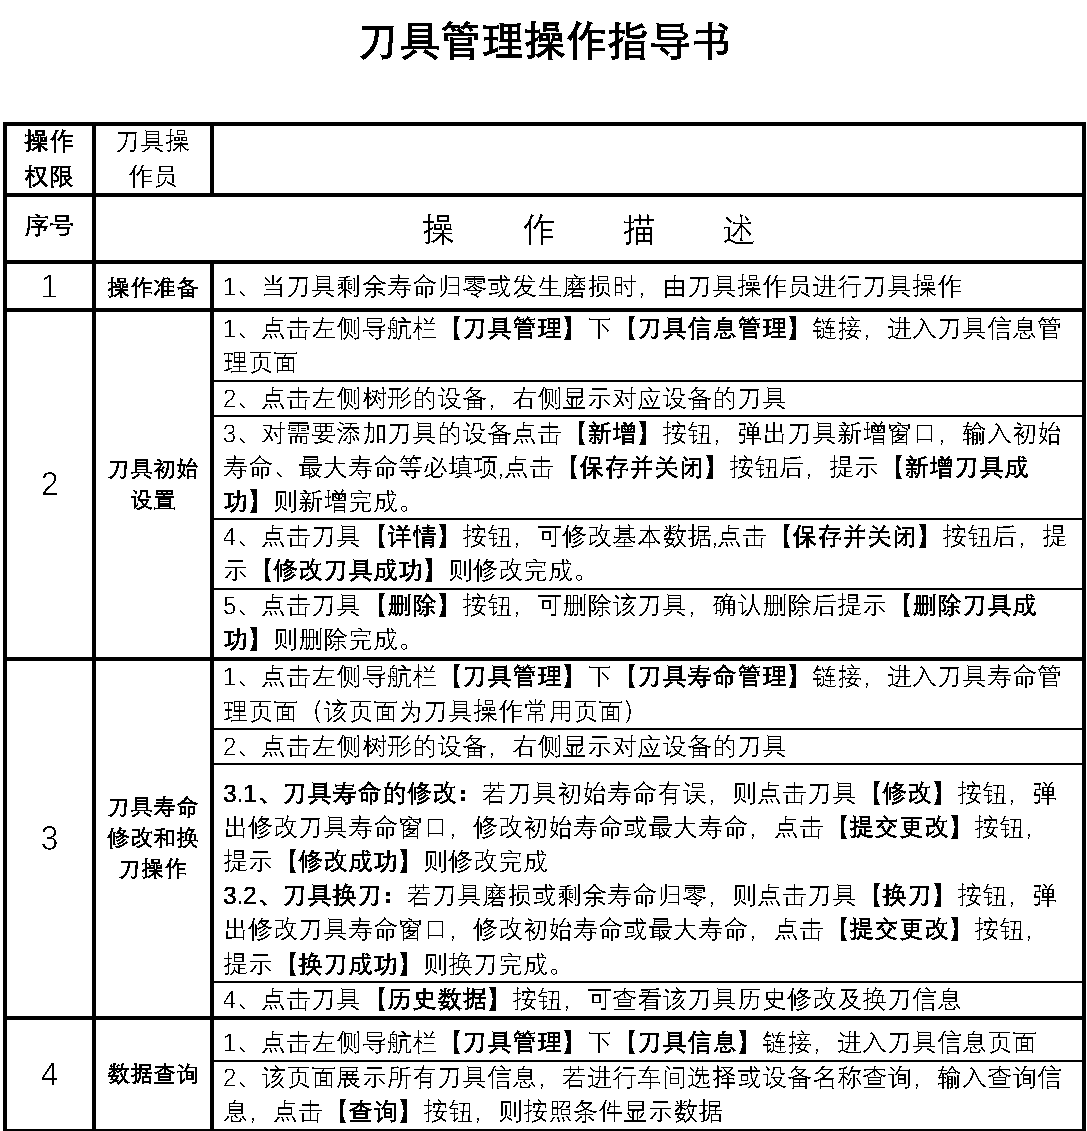 刀具管理操作指导书
操作
权限
刀具操
作员
序号
操 作 描 述
1
操作准备
1、当刀具剩余寿命归零或发生磨损时，由刀具操作员进行刀具操作
2
刀具初始
设置
1、点击左侧导航栏【刀具管理】下【刀具信息管理】链接，进入刀具信息管
理页面
2、点击左侧树形的设备，右侧显示对应设备的刀具
3、对需要添加刀具的设备点击【新增】按钮，弹出刀具新增窗口，输入初始
寿命、最大寿命等必填项,点击【保存并关闭】按钮后，提示【新增刀具成
功】则新增完成。
4、点击刀具【详情】按钮，可修改基本数据,点击【保存并关闭】按钮后，提
示【修改刀具成功】则修改完成。
5、点击刀具【删除】按钮，可删除该刀具，确认删除后提示【删除刀具成
功】则删除完成。
3
刀具寿命
修改和换
刀操作
1、点击左侧导航栏【刀具管理】下【刀具寿命管理】链接，进入刀具寿命管
理页面（该页面为刀具操作常用页面）
2、点击左侧树形的设备，右侧显示对应设备的刀具
3.1、刀具寿命的修改：若刀具初始寿命有误，则点击刀具【修改】按钮，弹
出修改刀具寿命窗口，修改初始寿命或最大寿命，点击【提交更改】按钮，
提示【修改成功】则修改完成
3.2、刀具换刀：若刀具磨损或剩余寿命归零，则点击刀具【换刀】按钮，弹
出修改刀具寿命窗口，修改初始寿命或最大寿命，点击【提交更改】按钮，
提示【换刀成功】则换刀完成。
4、点击刀具【历史数据】按钮，可查看该刀具历史修改及换刀信息
4
数据查询
1、点击左侧导航栏【刀具管理】下【刀具信息】链接，进入刀具信息页面
2、该页面展示所有刀具信息，若进行车间选择或设备名称查询，输入查询信
息，点击【查询】按钮，则按照条件显示数据